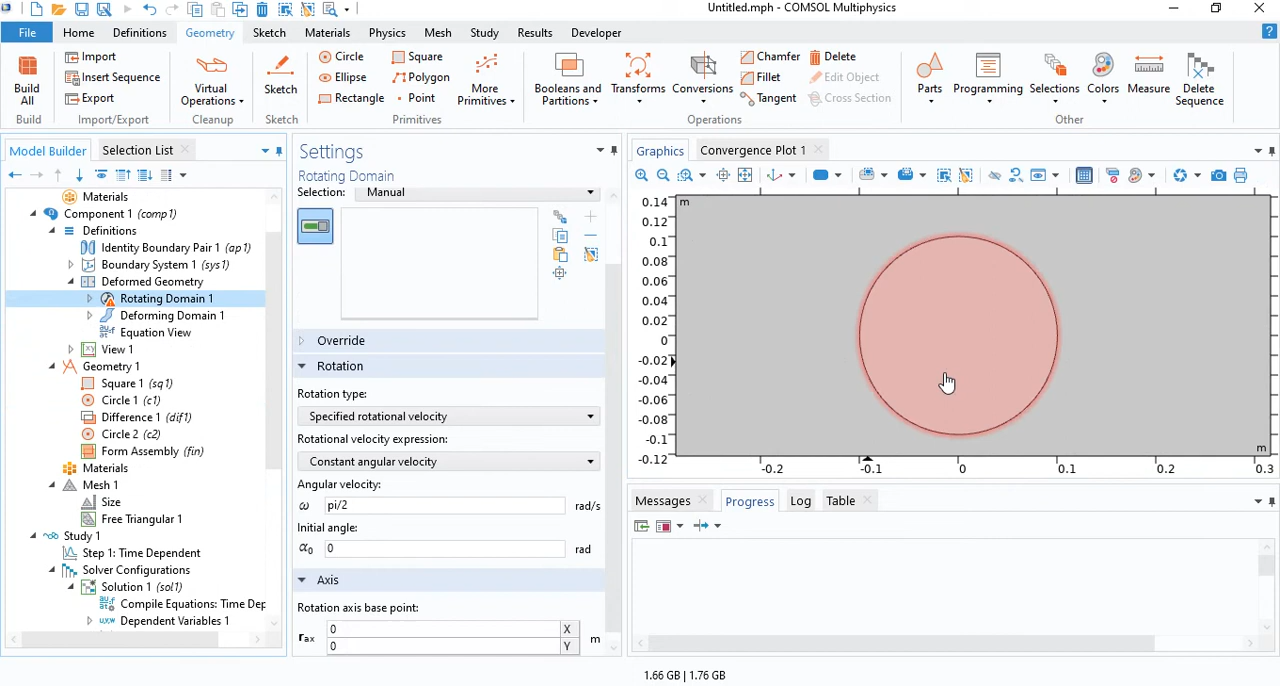 Untitled.mph - COMSOL Multiphysics
File Home Definitions Geometry Sketch Materials Physics Mesh Study Results Developer
Import
Insert Sequence
Export
Build All
Build
Import/Export
Virtual Operations
Cleanup
Sketch
Sketch
Circle
Ellipse
Rectangle
Square
Polygon
Point
More Primitives
Primitives
Booleans and Partitions
Transforms
Conversions
Chamfer
Fillet
Tangent
Delete
Edit Object
Cross Section
Operations
Parts
Programming
Selections
Colors
Measure
Delete Sequence
Other
Model Builder
Selection List
Materials
Component 1 (comp1)
Definitions
Identity Boundary Pair 1 (ap1)
Boundary System 1 (sys1)
Deformed Geometry
Rotating Domain 1
Deforming Domain 1
Equation View
View 1
Geometry 1
Square 1 (sq1)
Circle 1 (c1)
Difference 1 (dif1)
Circle 2 (c2)
Form Assembly (fin)
Materials
Mesh 1
Size
Free Triangular 1
Study 1
Step 1: Time Dependent
Solver Configurations
Solution 1 (sol1)
Compile Equations: Time Dep
Dependent Variables 1
Settings
Rotating Domain
Selection: Manual
Override
Rotation
Rotation type:
Specified rotational velocity
Rotational velocity expression:
Constant angular velocity
Angular velocity:
ω pi/2 rad/s
Initial angle:
α0 0 rad
Axis
Rotation axis base point:
rax 0 X m
0 Y
Graphics
Convergence Plot 1
m
0.14
0.12
0.1
0.08
0.06
0.04
0.02
0
-0.02
-0.04
-0.06
-0.08
-0.1
-0.12
m
-0.2 -0.1 0 0.1 0.2 0.3
Messages Progress Log Table
1.66 GB | 1.76 GB